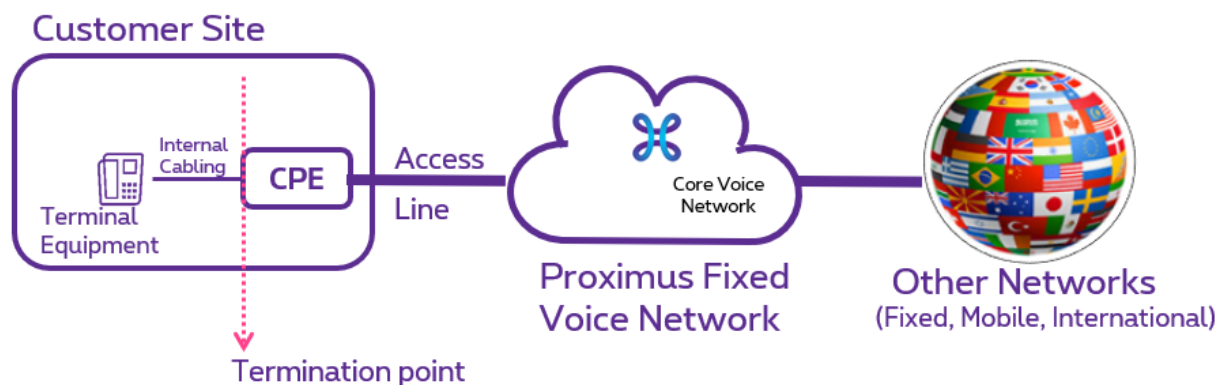 Customer Site
Internal
Cabling
CPE
Terminal
Equipment
Access
Line
Core Voice
Network
Proximus Fixed
Voice Network
Other Networks
(Fixed, Mobile, International)
Termination point